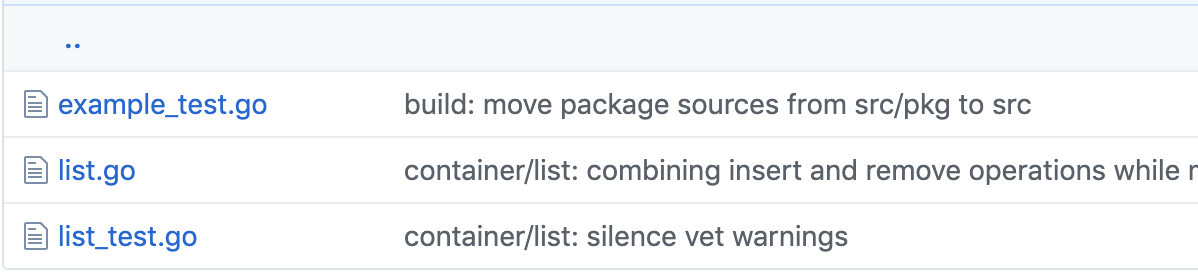 ..
example_test.go build: move package sources from src/pkg to src
list.go container/list: combining insert and remove operations while
list_test.go container/list: silence vet warnings